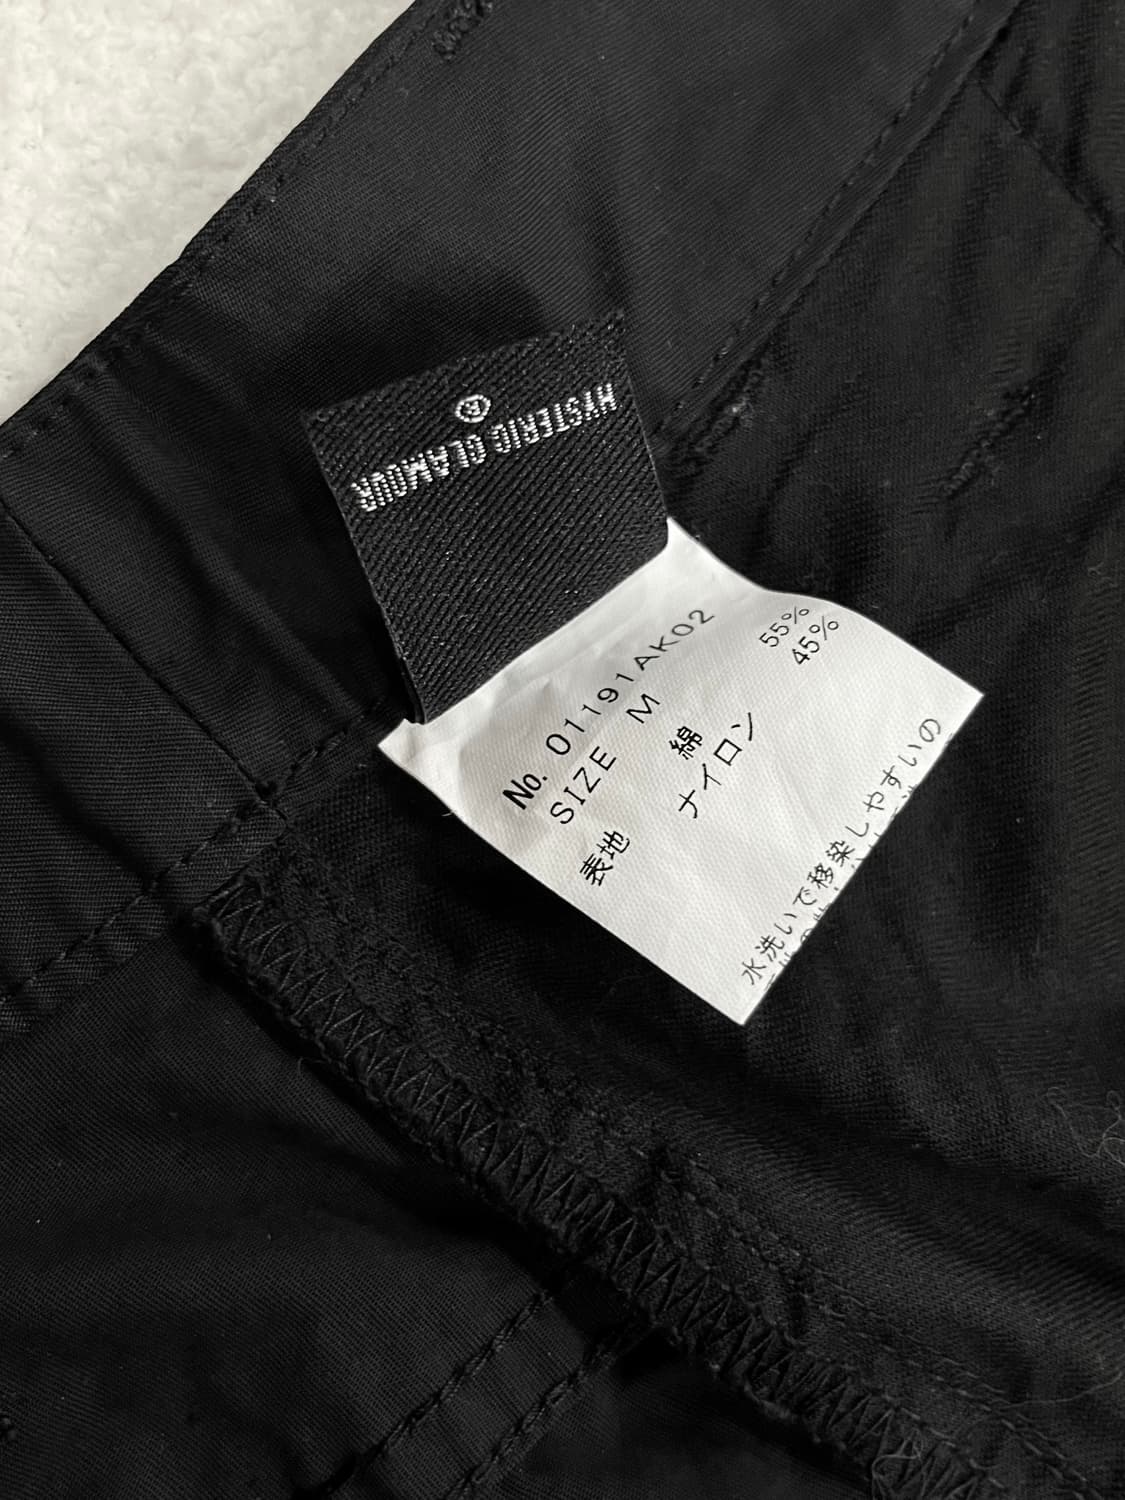 HYSTERIC GLAMOUR
®
No. 01191AK02
SIZE M
表地 綿 55%
ナイロン 45%
水洗いで移染しやすいの